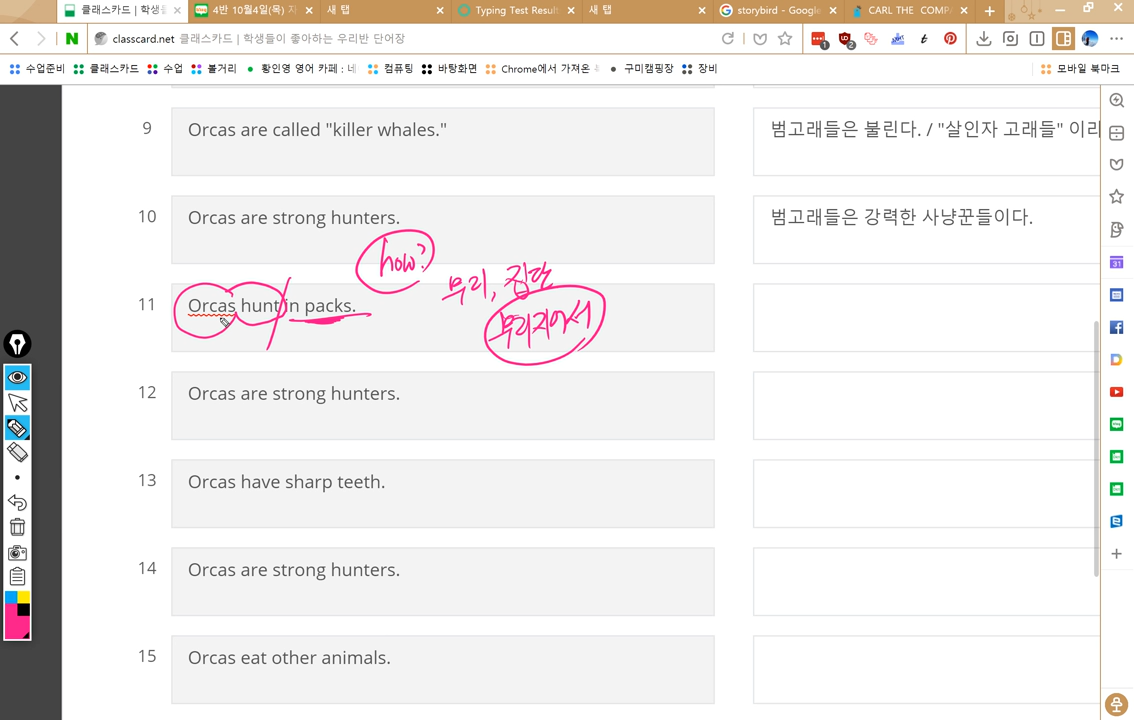 클래스카드 | 학생들
4반 10월4일(목) ㅈ
새 탭
Typing Test Resul
새 탭
storybird - Google
CARL THE COMP
classcard.net 클래스카드 | 학생들이 좋아하는 우리반 단어장
수업준비
클래스카드
수업
볼거리
황인영 영어 카페 : 네
컴퓨팅
바탕화면
Chrome에서 가져온
구미캠핑장
장비
모바일 북마크
9 Orcas are called "killer whales." 범고래들은 불린다. / "살인자 고래들" 이라
10 Orcas are strong hunters. 범고래들은 강력한 사냥꾼들이다.
how?
무리, 집단
11 Orcas hunt in packs.
무리지어서
12 Orcas are strong hunters.
13 Orcas have sharp teeth.
14 Orcas are strong hunters.
15 Orcas eat other animals.